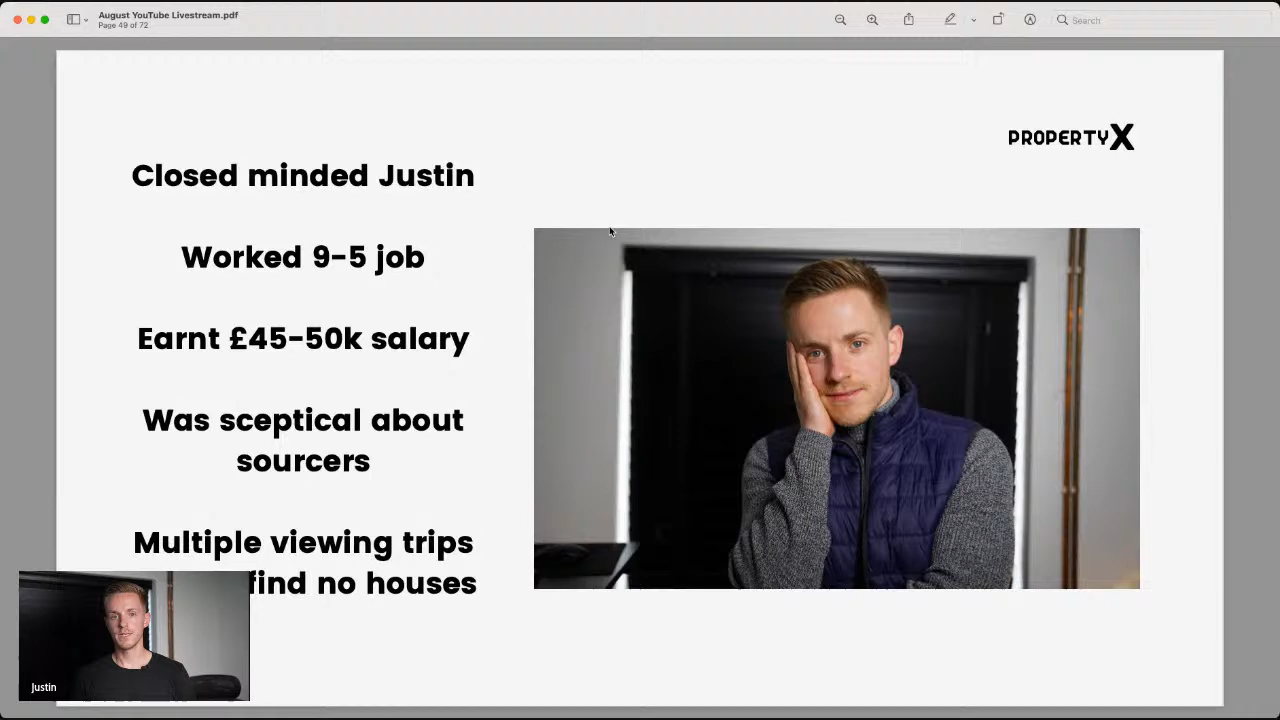 August YouTube Livestream.pdf
Page 49 of 72
Search
PROPERTYX
Closed minded Justin
Worked 9-5 job
Earnt £45-50k salary
Was sceptical about
sourcers
Multiple viewing trips
find no houses
Justin